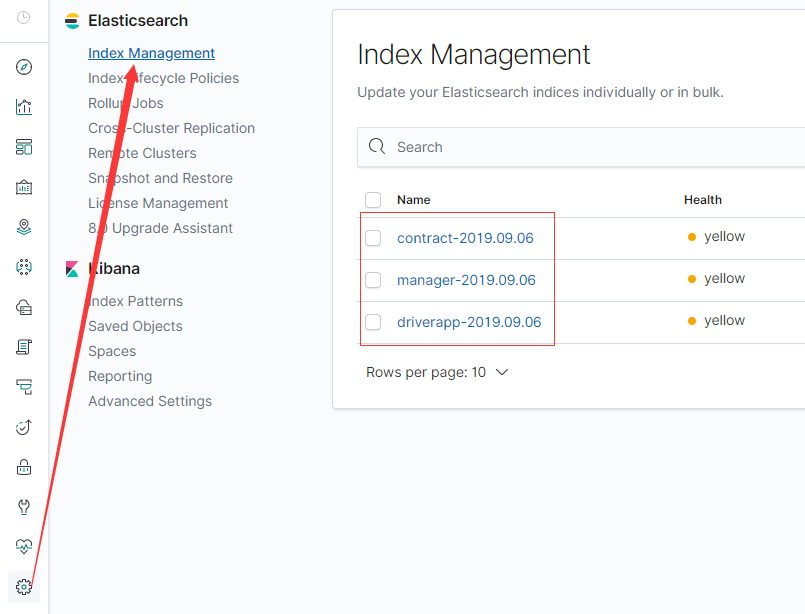 Elasticsearch
Index Management
Index Lifecycle Policies
Rollup Jobs
Cross-Cluster Replication
Remote Clusters
Snapshot and Restore
License Management
8.0 Upgrade Assistant
Kibana
Index Patterns
Saved Objects
Spaces
Reporting
Advanced Settings
Index Management
Update your Elasticsearch indices individually or in bulk.
Search
Name Health
contract-2019.09.06 yellow
manager-2019.09.06 yellow
driverapp-2019.09.06 yellow
Rows per page: 10